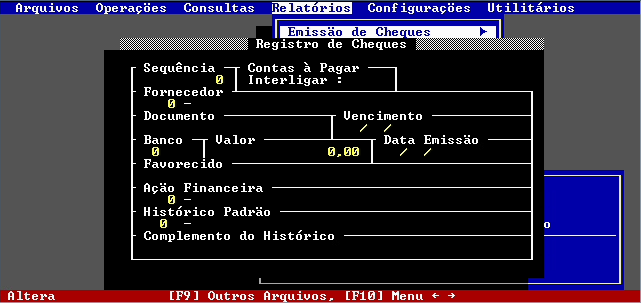 Arquivos Operações Consultas Relatórios Configurações Utilitários
Emissão de Cheques
Registro de Cheques
Sequência Contas à Pagar
0 Interligar :
Fornecedor
0 -
Documento Vencimento
/ /
Banco Valor Data Emissão
0 0,00 / /
Favorecido
Ação Financeira
0 -
Histórico Padrão
0 -
o
Complemento do Histórico
Altera [F9] Outros Arquivos, [F10] Menu ← →